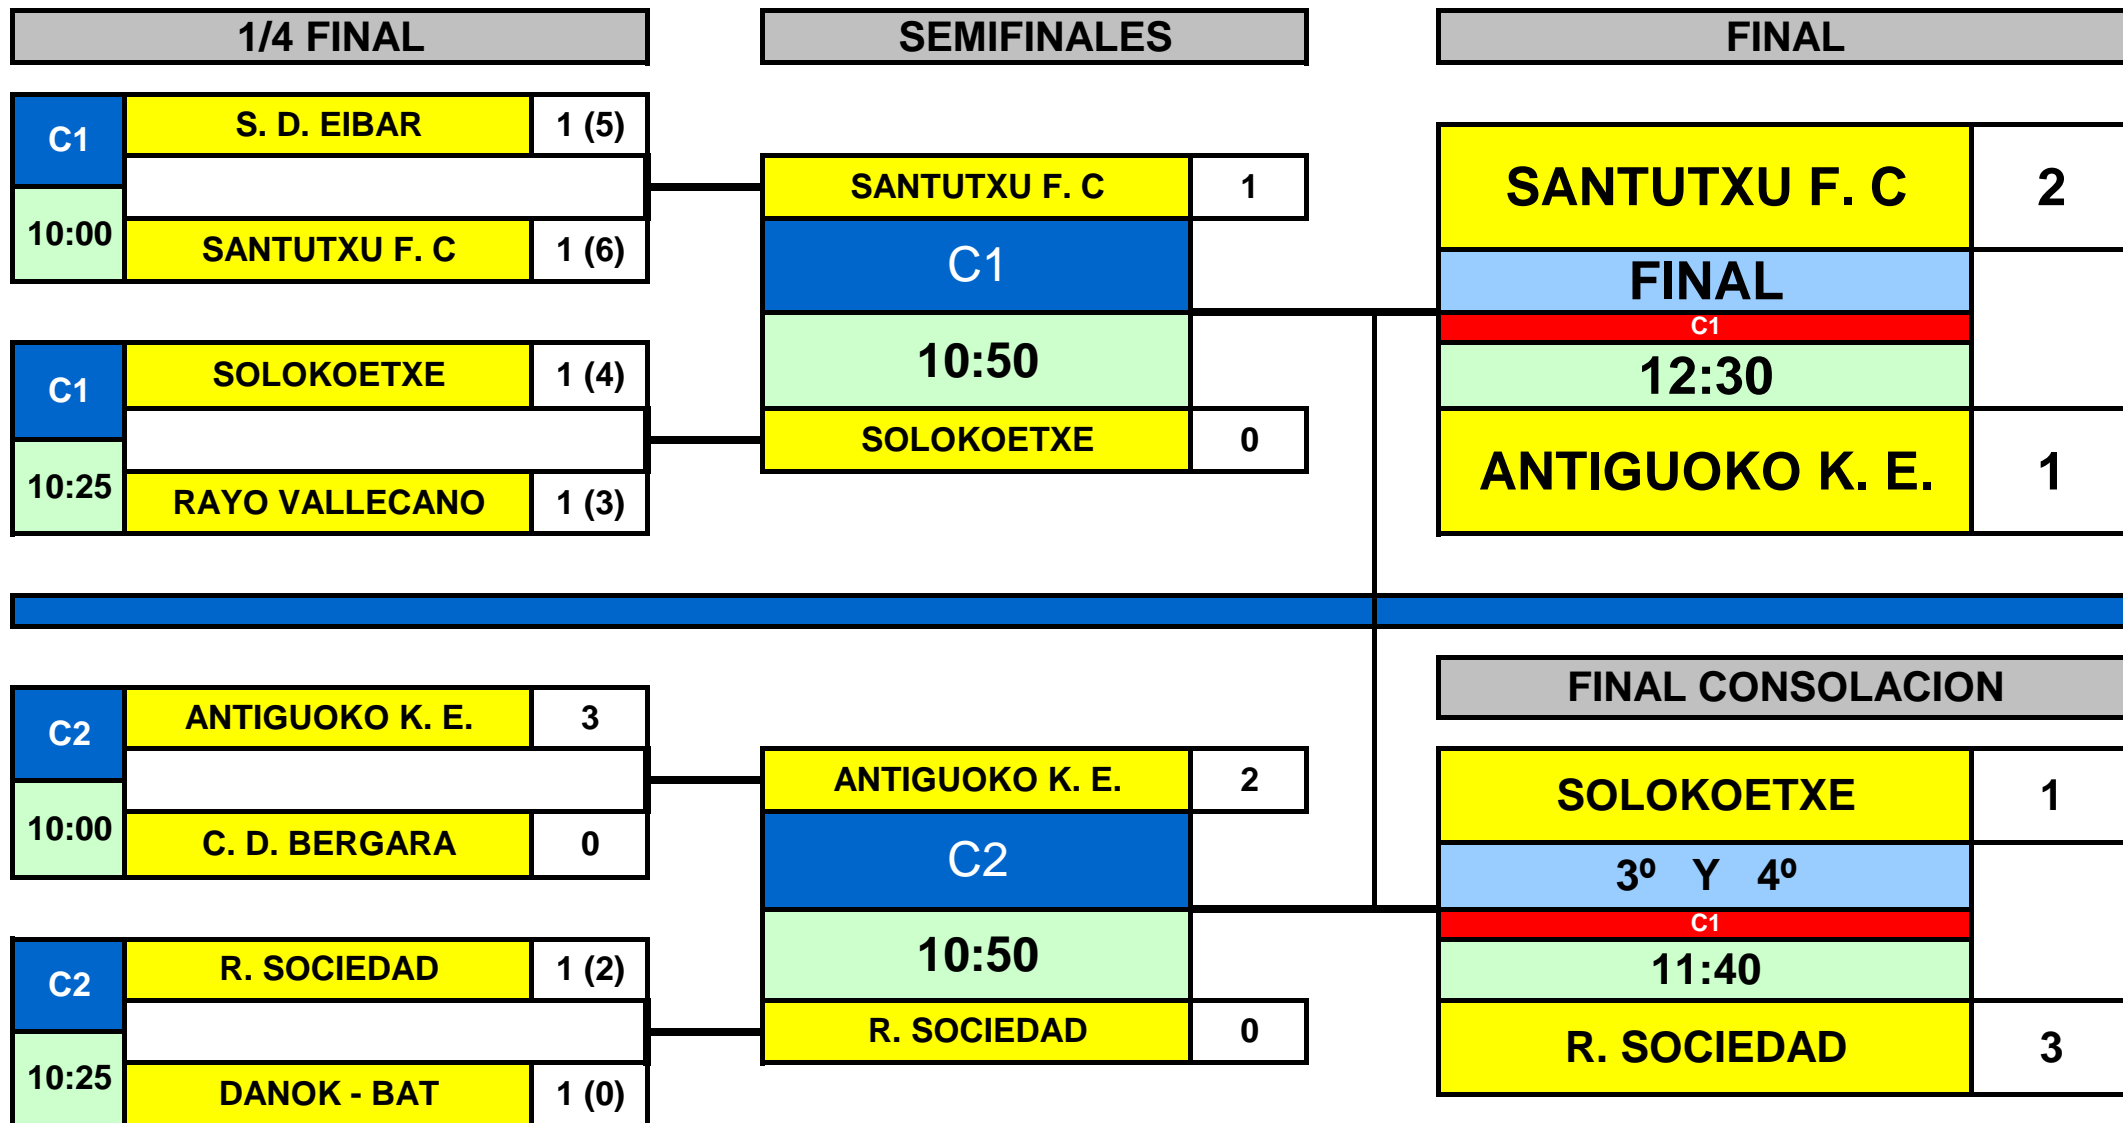 1/4 FINAL
SEMIFINALES
FINAL
C1
S. D. EIBAR 1 (5)
10:00
SANTUTXU F. C 1 (6)
C1
SOLOKOETXE 1 (4)
10:25
RAYO VALLECANO 1 (3)
SANTUTXU F. C 1
C1
10:50
SOLOKOETXE 0
SANTUTXU F. C 2
FINAL
C1
12:30
ANTIGUOKO K. E. 1
C2
ANTIGUOKO K. E. 3
10:00
C. D. BERGARA 0
C2
R. SOCIEDAD 1 (2)
10:25
DANOK - BAT 1 (0)
ANTIGUOKO K. E. 2
C2
10:50
R. SOCIEDAD 0
FINAL CONSOLACION
SOLOKOETXE 1
3º Y 4º
C1
11:40
R. SOCIEDAD 3